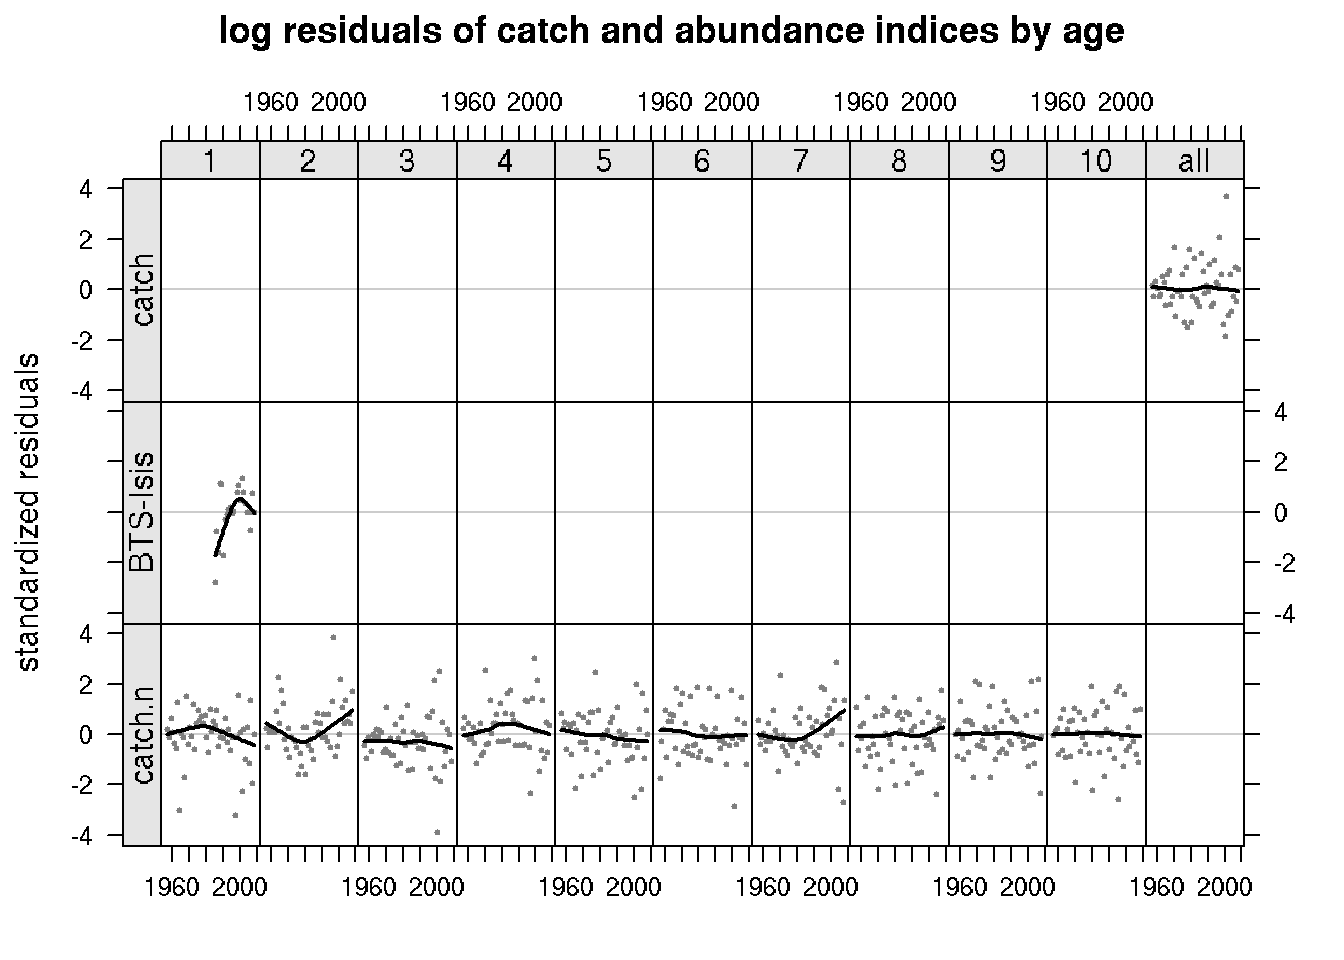 log residuals of catch and abundance indices by age
1960 2000 1960 2000 1960 2000 1960 2000 1960 2000
1 2 3 4 5 6 7 8 9 10 all
standardized residuals
catch
4
2
0
-2
-4
BTS-Isis
4
2
0
-2
-4
catch.n
4
2
0
-2
-4
1960 2000 1960 2000 1960 2000 1960 2000 1960 2000 1960 2000